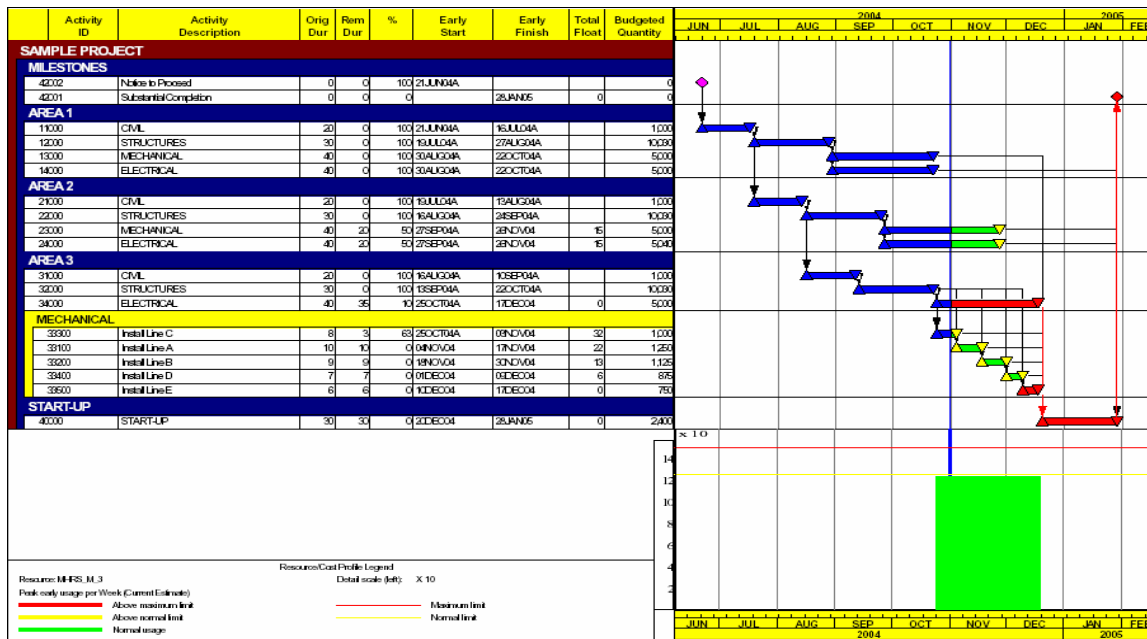 Activity ID Activity Description Orig Dur Rem Dur % Early Start Early Finish Total Float Budgeted Quantity
2004 2005
JUN JUL AUG SEP OCT NOV DEC JAN FEB
SAMPLE PROJECT
MILESTONES
42002 Notice to Proceed 0 0 100 21JUN04A 0
42001 Substantial Completion 0 0 0 28JAN05 0 0
AREA 1
11000 CIVIL 20 0 100 21JUN04A 16JUL04A 1,000
12000 STRUCTURES 30 0 100 19JUL04A 27AUG04A 10,080
13000 MECHANICAL 40 0 100 30AUG04A 22OCT04A 5,000
14000 ELECTRICAL 40 0 100 30AUG04A 22OCT04A 5,000
AREA 2
21000 CIVIL 20 0 100 19JUL04A 13AUG04A 1,000
22000 STRUCTURES 30 0 100 16AUG04A 24SEP04A 10,080
23000 MECHANICAL 40 20 50 27SEP04A 26NOV04 15 5,000
24000 ELECTRICAL 40 20 50 27SEP04A 26NOV04 15 5,040
AREA 3
31000 CIVIL 20 0 100 16AUG04A 10SEP04A 1,000
32000 STRUCTURES 30 0 100 13SEP04A 22OCT04A 10,080
34000 ELECTRICAL 40 35 10 25OCT04A 17DEC04 0 5,000
MECHANICAL
33300 Install Line C 8 3 63 25OCT04A 03NOV04 32 1,000
33100 Install Line A 10 10 0 04NOV04 17NOV04 22 1,250
33200 Install Line B 9 9 0 18NOV04 30NOV04 13 1,125
33400 Install Line D 7 7 0 01DEC04 09DEC04 6 875
33500 Install Line E 6 6 0 10DEC04 17DEC04 0 750
START-UP
40000 START-UP 30 30 0 20DEC04 28JAN05 0 2,400
x 10
14
12
10
8
6
4
2
Resource/Cost Profile Legend
Resource: MHRS_M_3 Detail scale (left): X 10
Peak early usage per Week (Current Estimate)
Above maximum limit Maximum limit
Above normal limit Normal limit
Normal usage
JUN JUL AUG SEP OCT NOV DEC JAN FEB
2004 2005